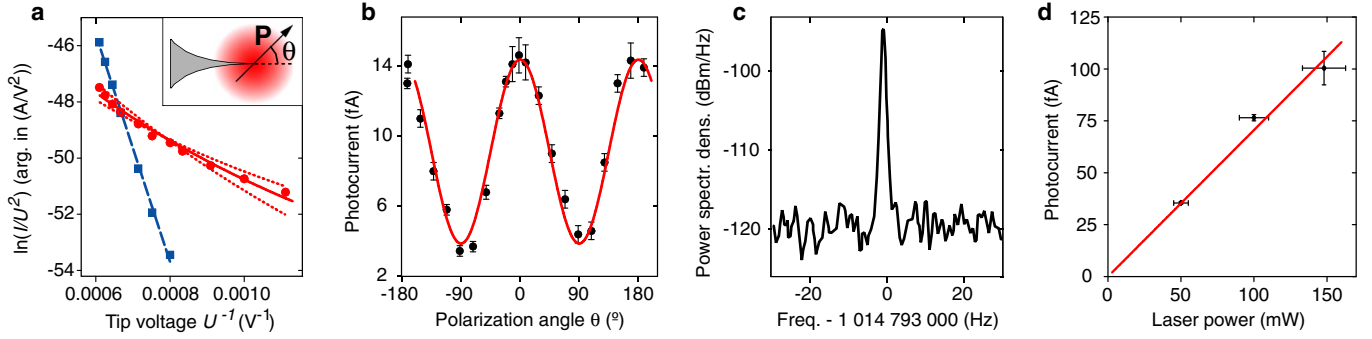 a
ln(I/U²) (arg. in (A/V²))
-46
-48
-50
-52
-54
0.0006
0.0008
0.0010
Tip voltage U⁻¹ (V⁻¹)
P
θ
b
Photocurrent (fA)
14
10
6
2
-180
-90
0
90
180
Polarization angle θ (º)
c
Power spectr. dens. (dBm/Hz)
-99
-111
-119
-20
0
20
Freq. - 1 014 793 000 (Hz)
d
Photocurrent (fA)
125
100
75
50
25
0
0
50
100
150
Laser power (mW)